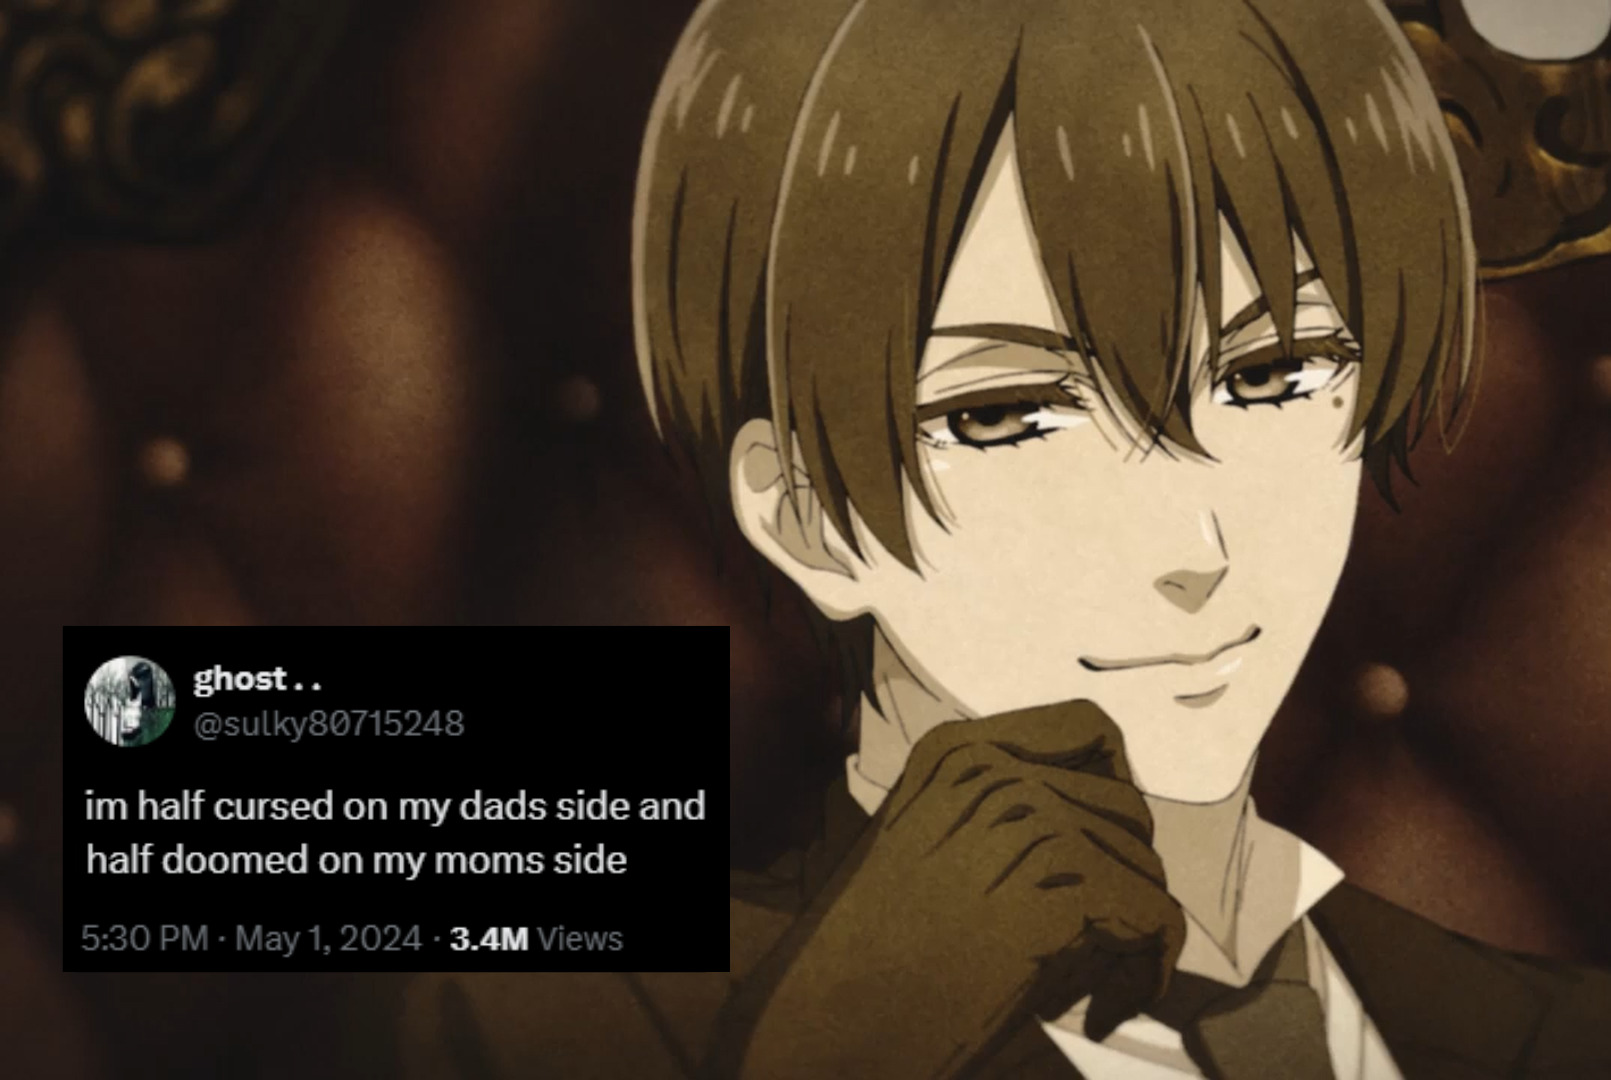 ghost . .
@sulky80715248
im half cursed on my dads side and
half doomed on my moms side
5:30 PM · May 1, 2024 · 3.4M Views